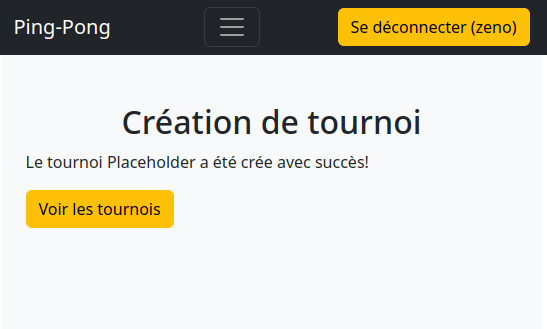 Ping-Pong
Se déconnecter (zeno)
Création de tournoi
Le tournoi Placeholder a été crée avec succès!
Voir les tournois